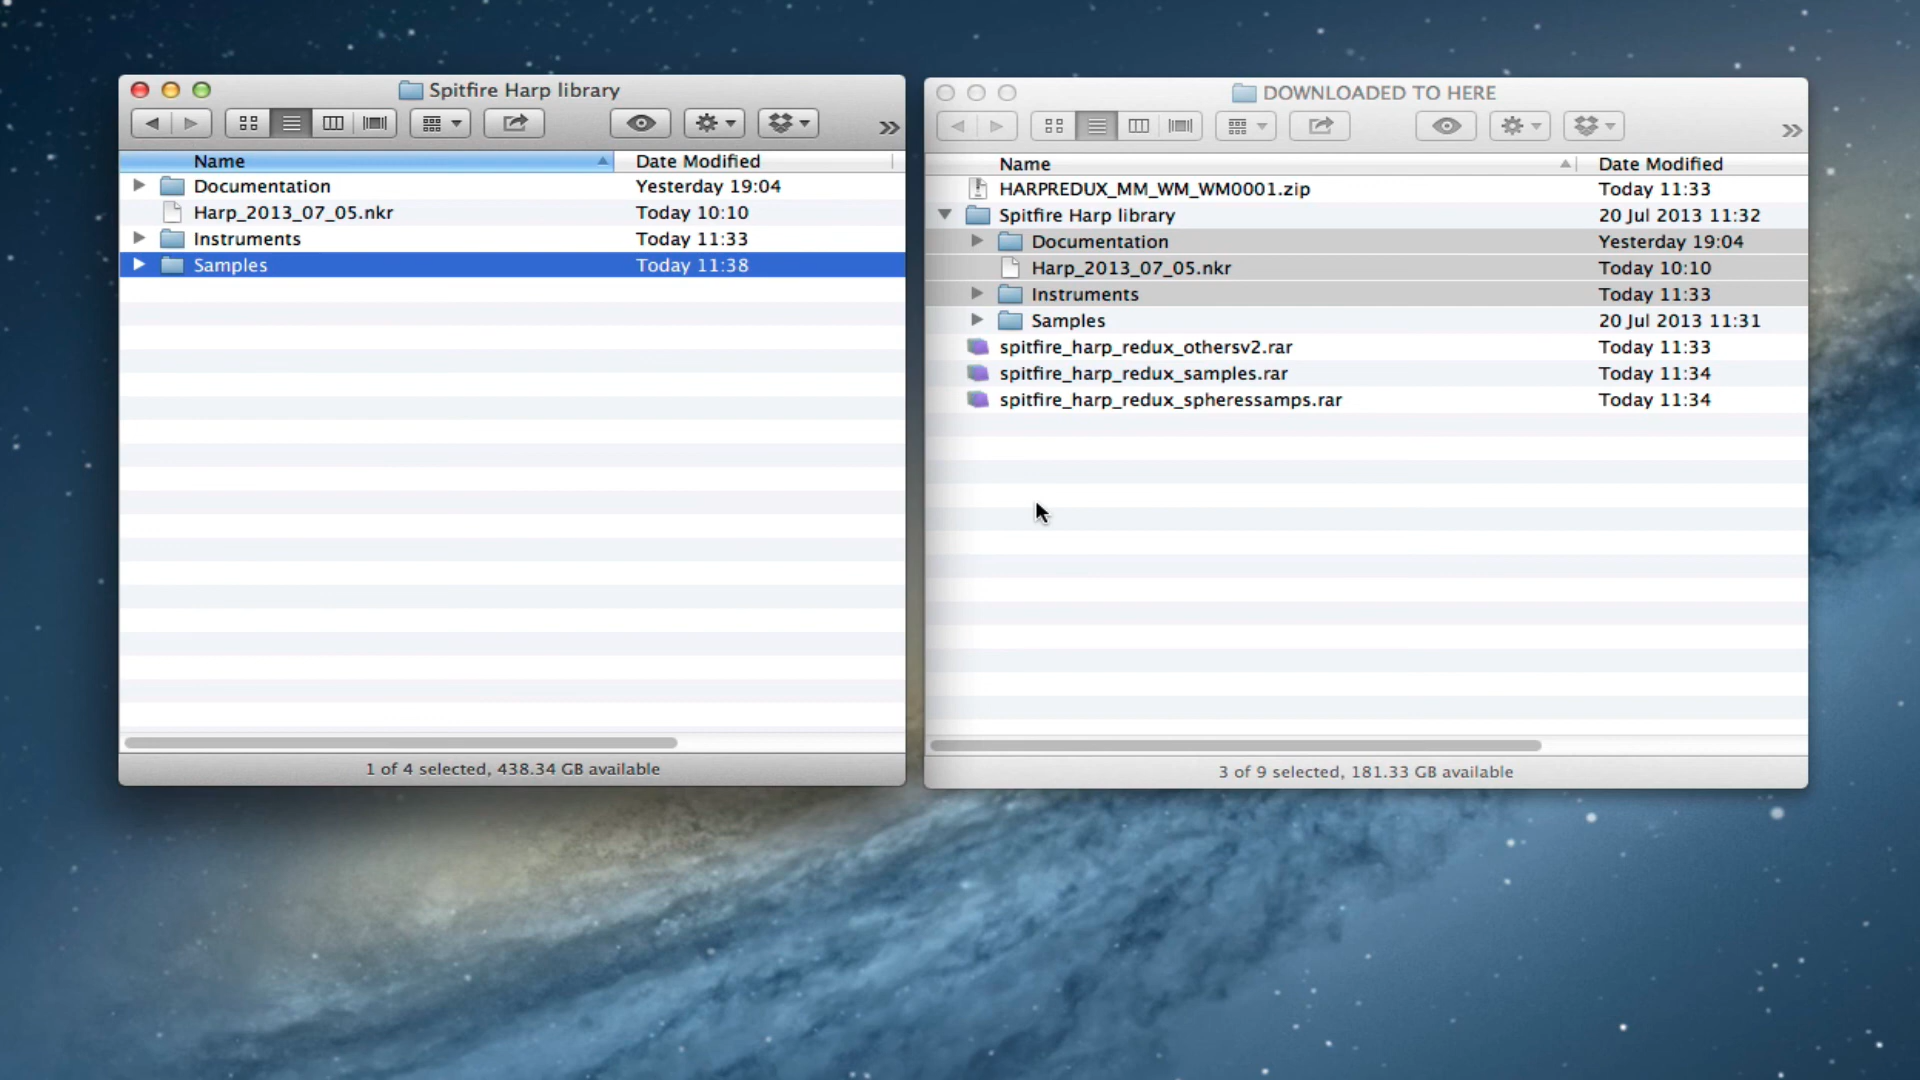 Spitfire Harp library
Name Date Modified
Documentation Yesterday 19:04
Harp_2013_07_05.nkr Today 10:10
Instruments Today 11:33
Samples Today 11:38
1 of 4 selected, 438.34 GB available
DOWNLOADED TO HERE
Name Date Modified
HARPREDUX_MM_WM_WM0001.zip Today 11:33
Spitfire Harp library 20 Jul 2013 11:32
Documentation Yesterday 19:04
Harp_2013_07_05.nkr Today 10:10
Instruments Today 11:33
Samples 20 Jul 2013 11:31
spitfire_harp_redux_othersv2.rar Today 11:33
spitfire_harp_redux_samples.rar Today 11:34
spitfire_harp_redux_spheressamps.rar Today 11:34
3 of 9 selected, 181.33 GB available